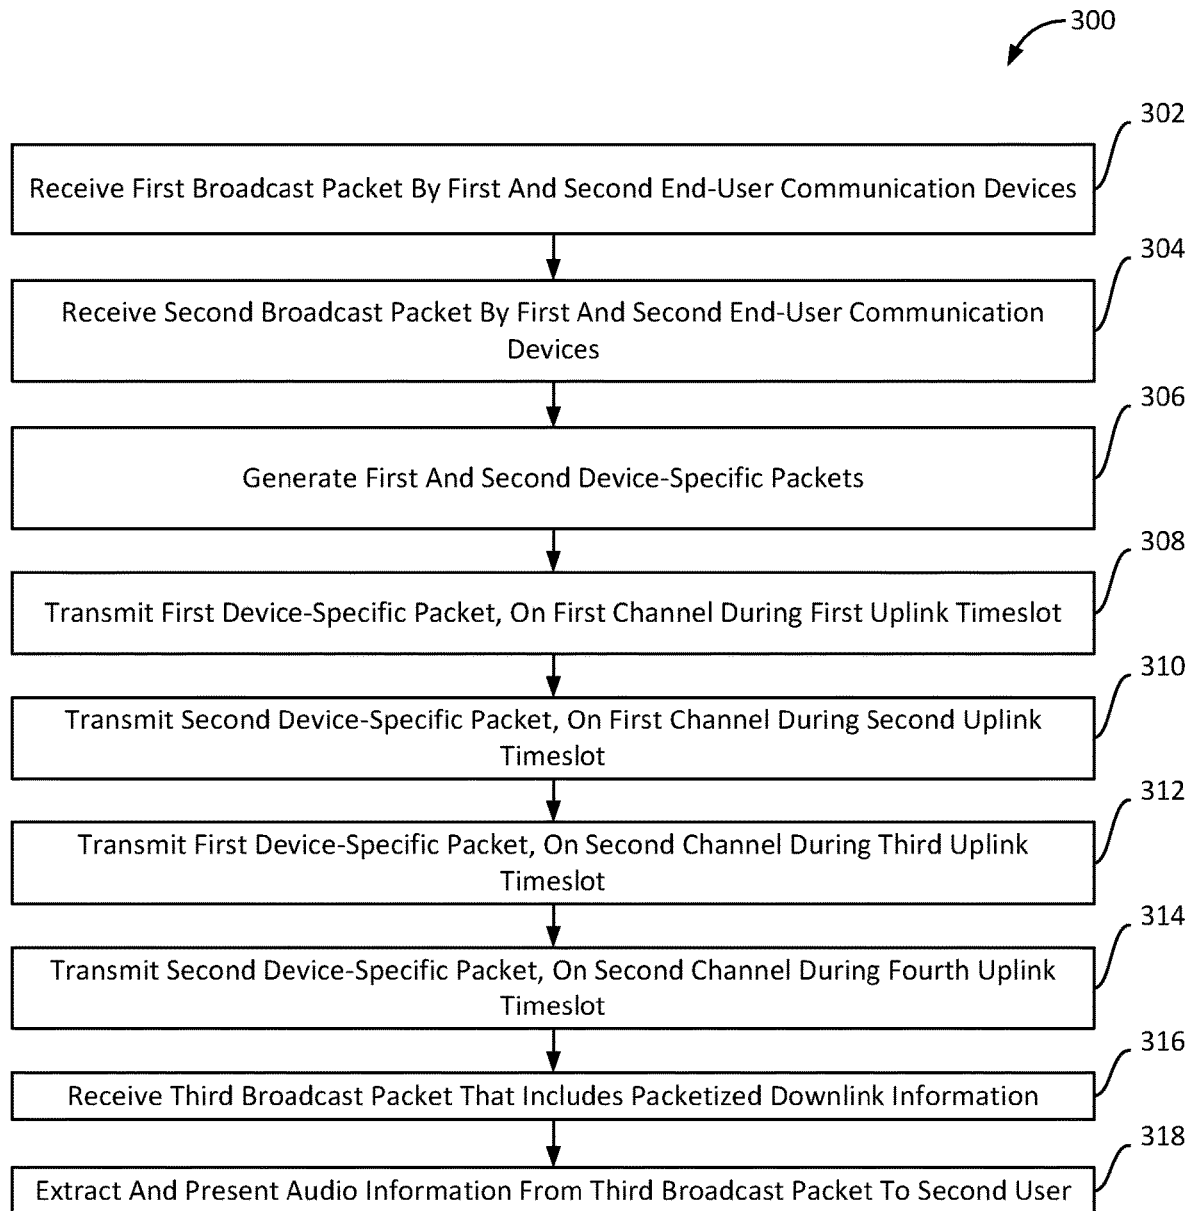 300
302
Receive First Broadcast Packet By First And Second End-User Communication Devices
304
Receive Second Broadcast Packet By First And Second End-User Communication
Devices
306
Generate First And Second Device-Specific Packets
308
Transmit First Device-Specific Packet, On First Channel During First Uplink Timeslot
310
Transmit Second Device-Specific Packet, On First Channel During Second Uplink
Timeslot
312
Transmit First Device-Specific Packet, On Second Channel During Third Uplink
Timeslot
314
Transmit Second Device-Specific Packet, On Second Channel During Fourth Uplink
Timeslot
316
Receive Third Broadcast Packet That Includes Packetized Downlink Information
318
Extract And Present Audio Information From Third Broadcast Packet To Second User